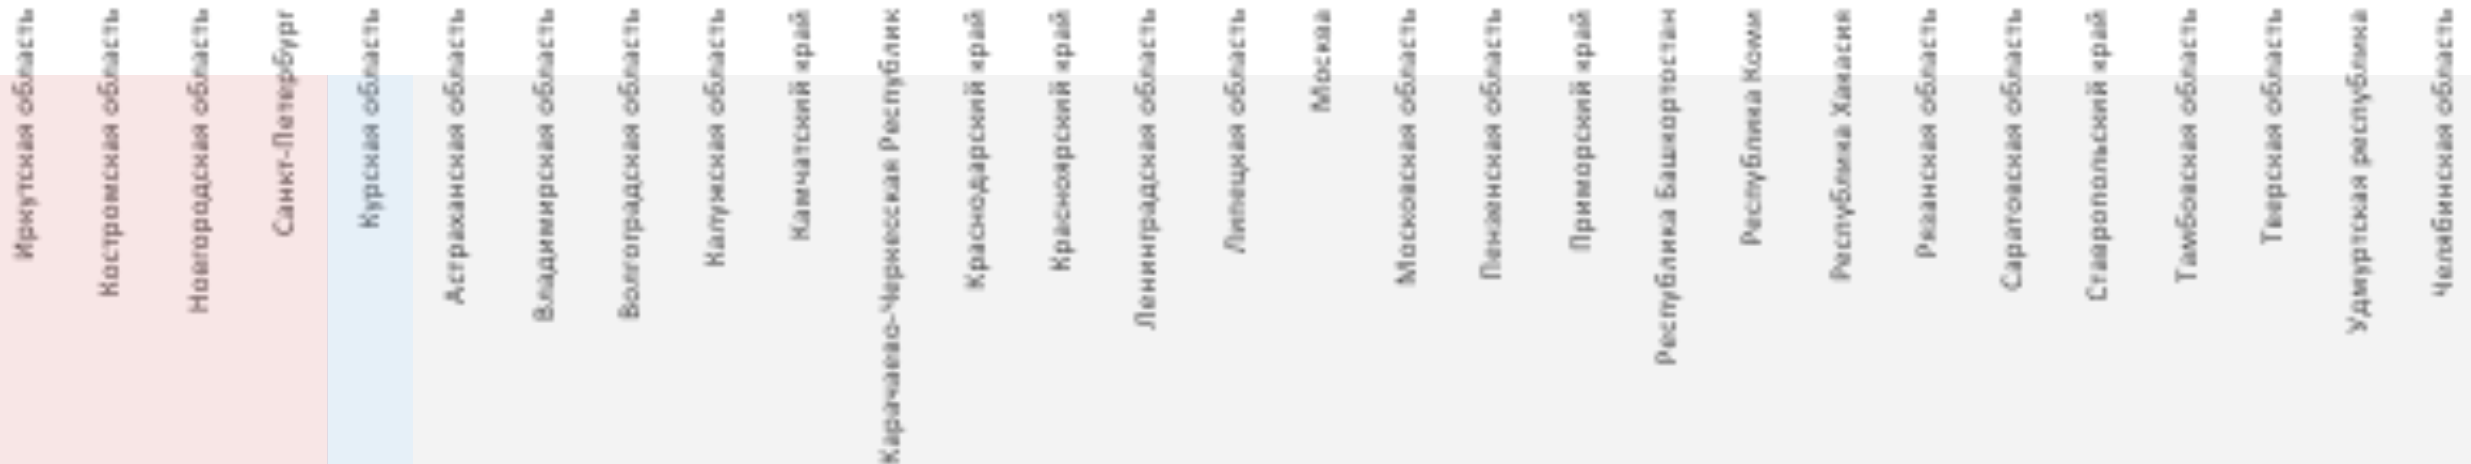 Иркутская область
Костромская область
Новгородская область
Санкт-Петербург
Курская область
Астраханская область
Владимирская область
Волгоградская область
Калужская область
Камчатский край
Карачаево-Черкесская Республик
Краснодарский край
Красноярский край
Ленинградская область
Липецкая область
Москва
Московская область
Пензенская область
Приморский край
Республика Башкортостан
Республика Коми
Республика Хакасия
Рязанская область
Саратовская область
Ставропольский край
Тамбовская область
Тверская область
Удмуртская республика
Челябинская область